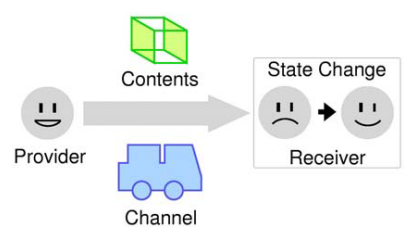 Contents
State Change
Provider
Receiver
Channel